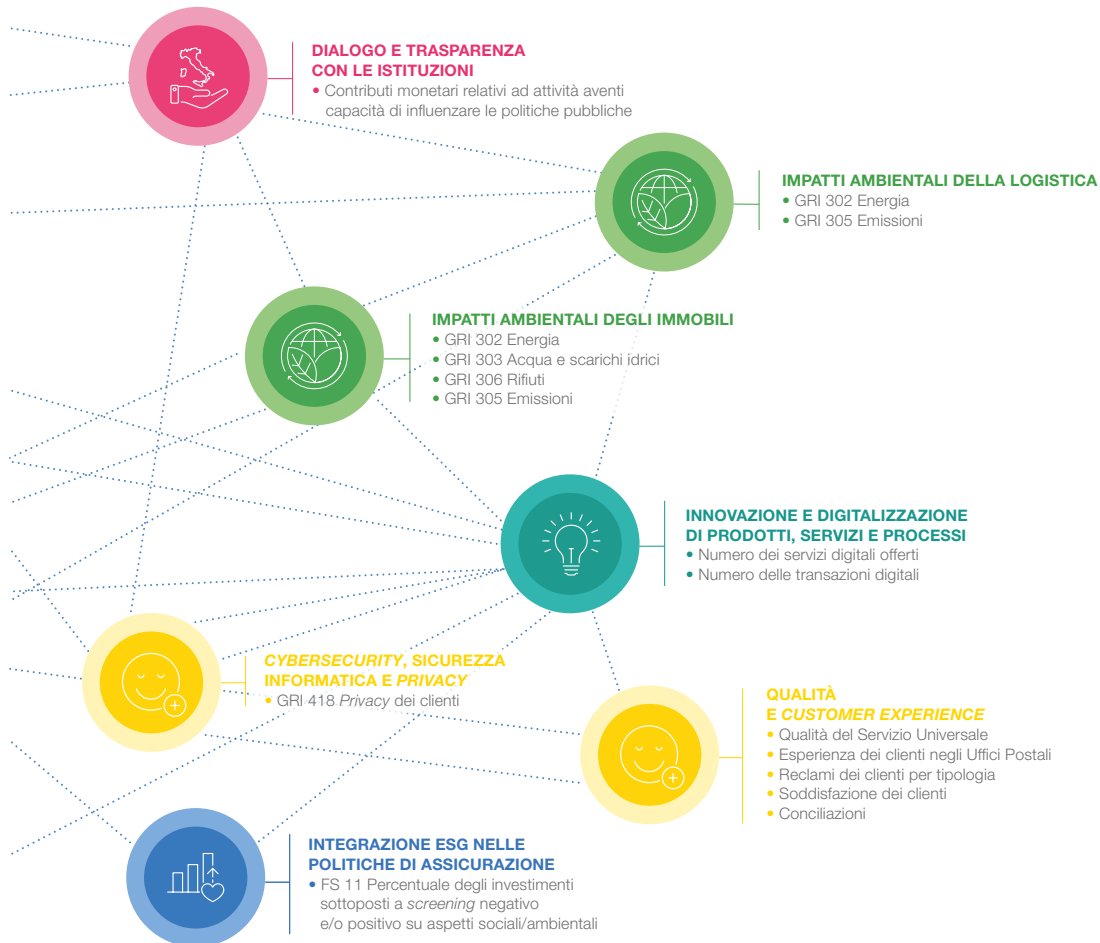 DIALOGO E TRASPARENZA
CON LE ISTITUZIONI
• Contributi monetari relativi ad attività aventi
capacità di influenzare le politiche pubbliche
IMPATTI AMBIENTALI DELLA LOGISTICA
• GRI 302 Energia
• GRI 305 Emissioni
IMPATTI AMBIENTALI DEGLI IMMOBILI
• GRI 302 Energia
• GRI 303 Acqua e scarichi idrici
• GRI 306 Rifiuti
• GRI 305 Emissioni
INNOVAZIONE E DIGITALIZZAZIONE
DI PRODOTTI, SERVIZI E PROCESSI
• Numero dei servizi digitali offerti
• Numero delle transazioni digitali
CYBERSECURITY, SICUREZZA
INFORMATICA E PRIVACY
• GRI 418 Privacy dei clienti
QUALITÀ
E CUSTOMER EXPERIENCE
• Qualità del Servizio Universale
• Esperienza dei clienti negli Uffici Postali
• Reclami dei clienti per tipologia
• Soddisfazione dei clienti
• Conciliazioni
INTEGRAZIONE ESG NELLE
POLITICHE DI ASSICURAZIONE
• FS 11 Percentuale degli investimenti
sottoposti a screening negativo
e/o positivo su aspetti sociali/ambientali